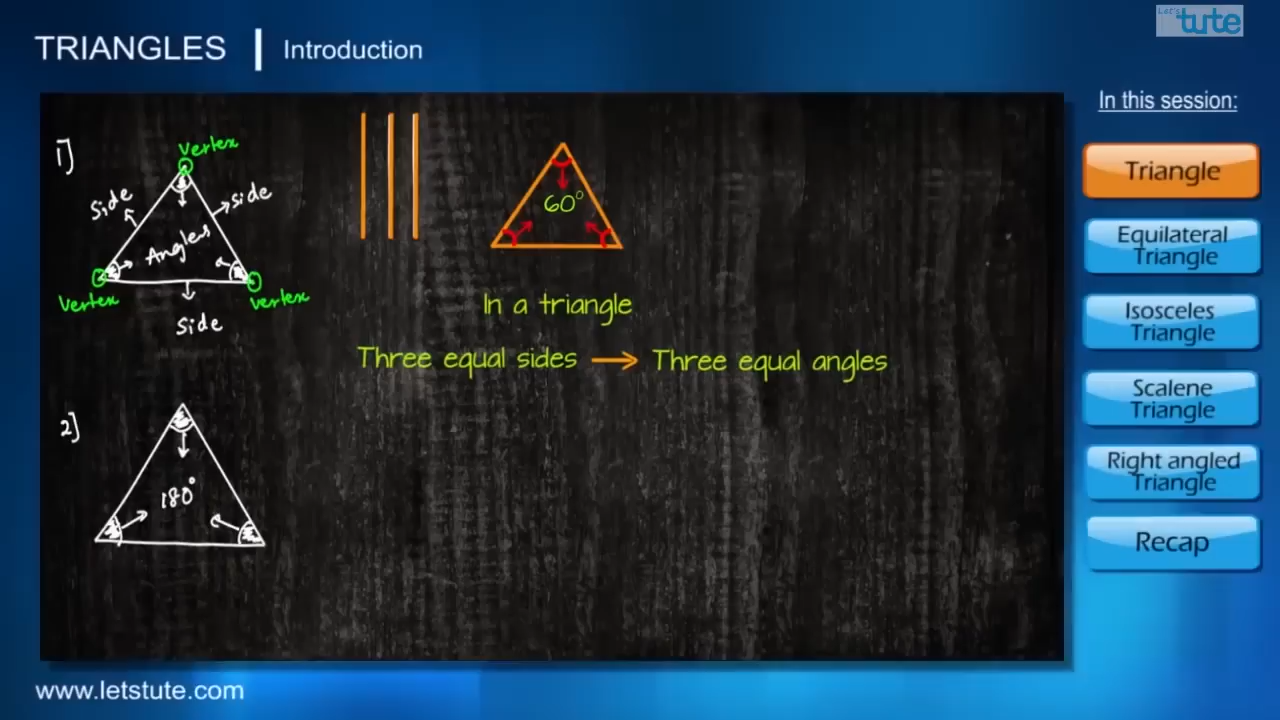 Let's
tute
TRIANGLES | Introduction
In this session:
Triangle
Equilateral
Triangle
Isosceles
Triangle
Scalene
Triangle
Right angled
Triangle
Recap
1]
Vertex
Side
Side
Angles
Vertex
Vertex
Side
60°
In a triangle
Three equal sides → Three equal angles
2]
180°
www.letstute.com